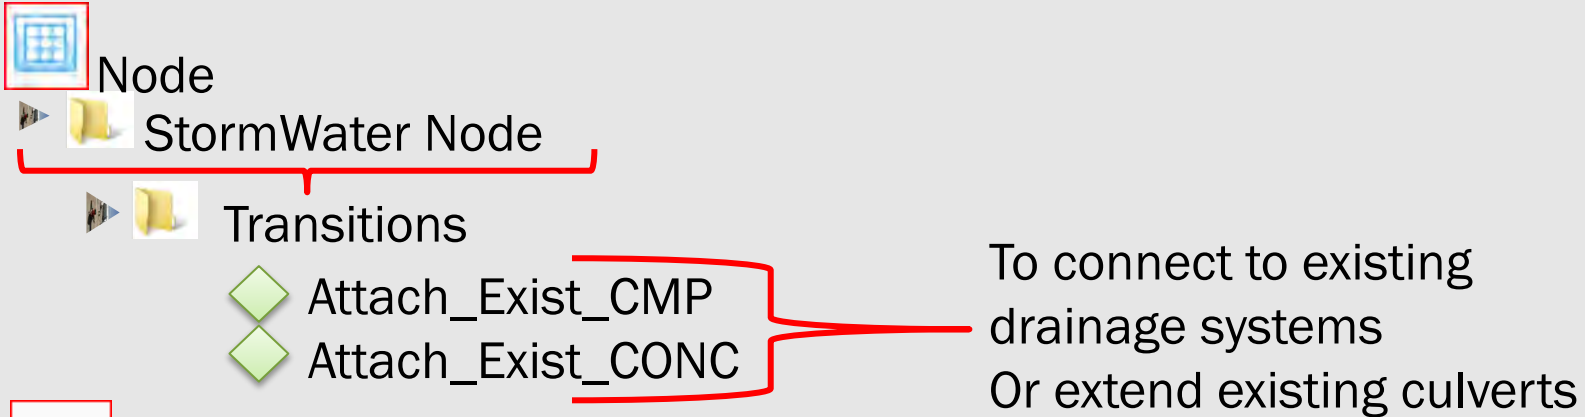 Node
StormWater Node
Transitions
Attach_Exist_CMP
Attach_Exist_CONC
To connect to existing
drainage systems
Or extend existing culverts